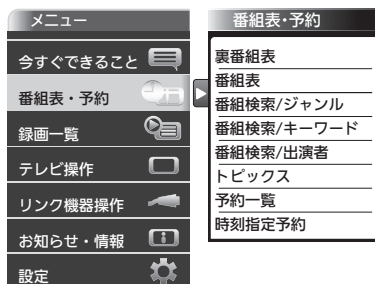 メニュー
今すぐできること
番組表・予約
録画一覧
テレビ操作
リンク機器操作
お知らせ・情報
設定
番組表・予約
裏番組表
番組表
番組検索/ジャンル
番組検索/キーワード
番組検索/出演者
トピックス
予約一覧
時刻指定予約